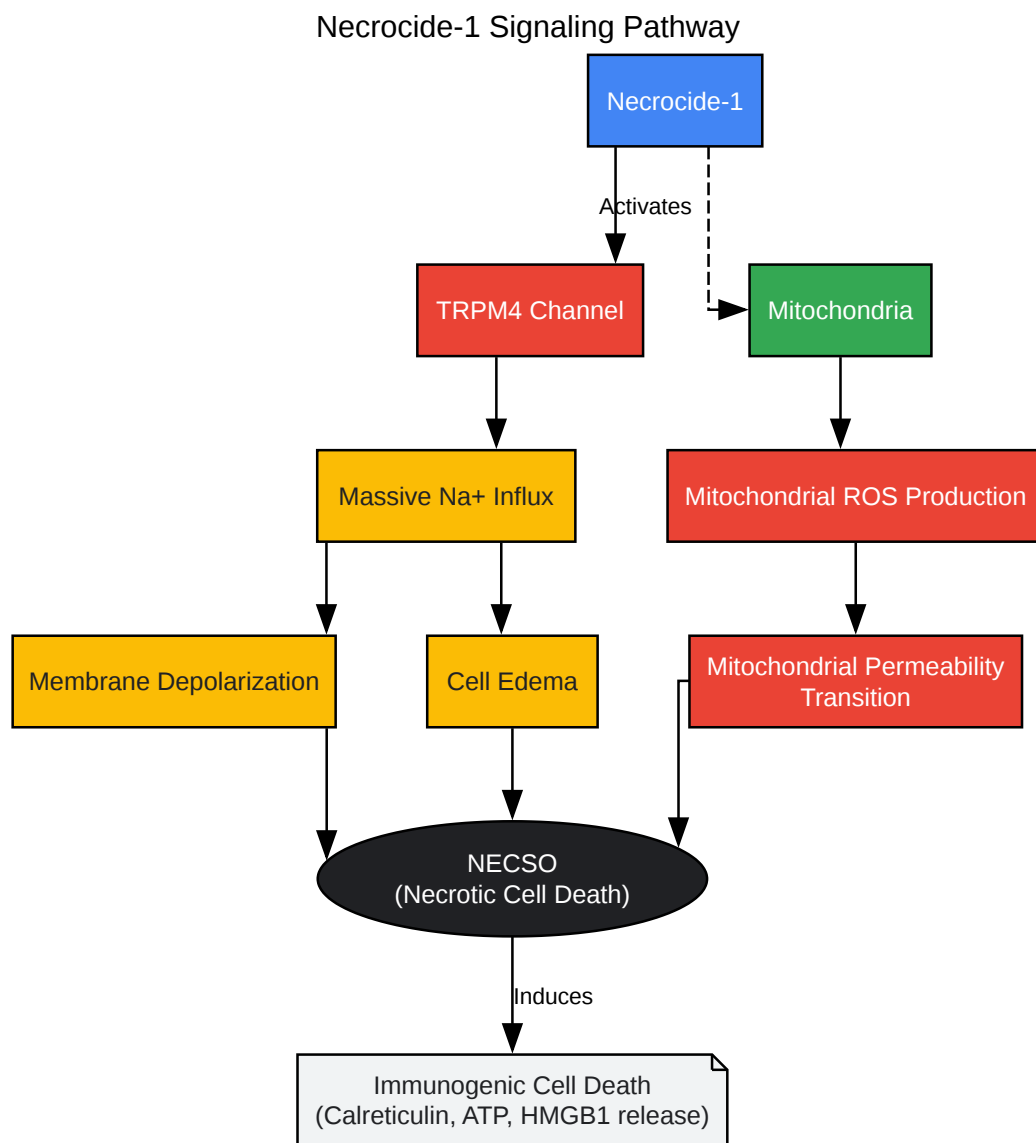 Necrocide-1 Signaling Pathway
Necrocide-1
Activates
TRPM4 Channel
Mitochondria
Massive Na+ Influx
Mitochondrial ROS Production
Membrane Depolarization
Cell Edema
Mitochondrial Permeability
Transition
NECSO
(Necrotic Cell Death)
Induces
Immunogenic Cell Death
(Calreticulin, ATP, HMGB1 release)